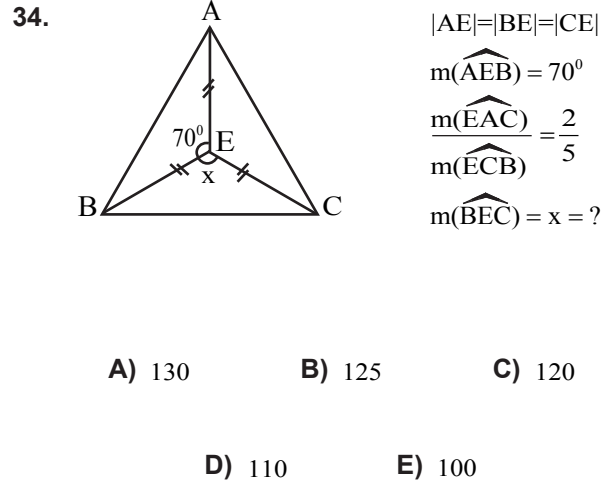 34.
A
B
C
E
70⁰
x
|AE|=|BE|=|CE|
m(AEB) = 70⁰
m(EAC) / m(ECB) = 2/5
m(BEC) = x = ?
A) 130
B) 125
C) 120
D) 110
E) 100